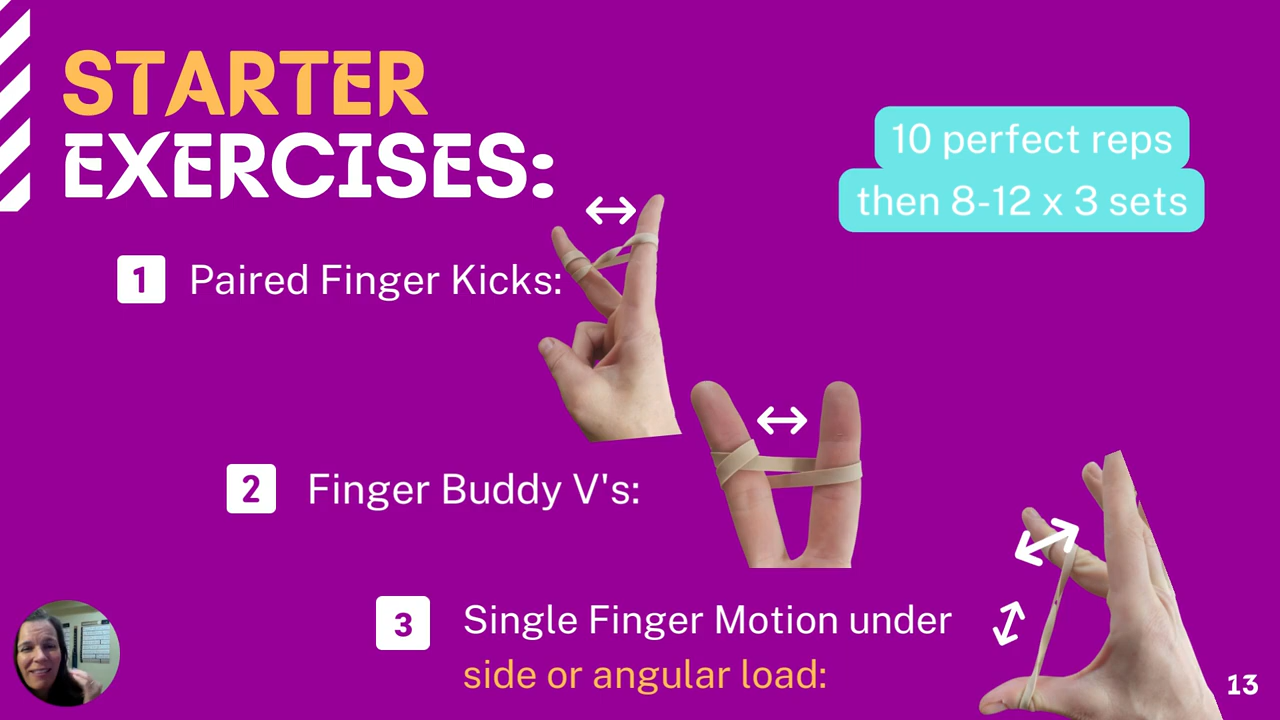 STARTER
EXERCISES:
10 perfect reps
then 8-12 x 3 sets
1 Paired Finger Kicks:
2 Finger Buddy V's:
3 Single Finger Motion under
side or angular load:
13